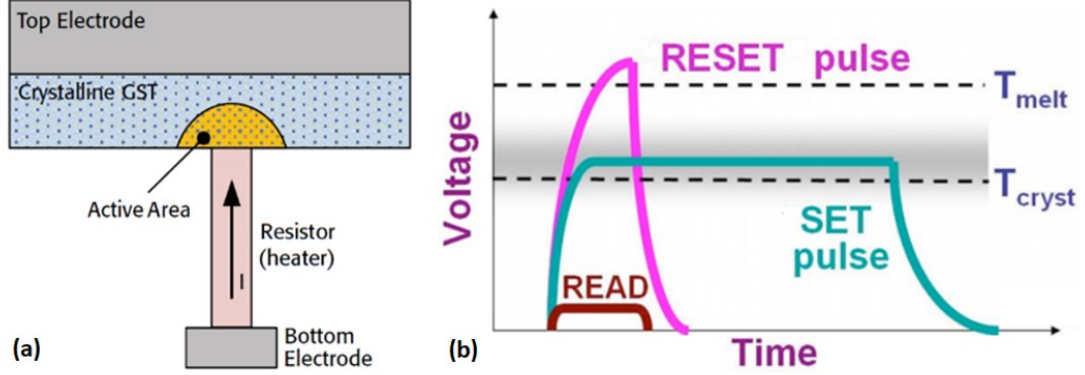 Top Electrode
Crystalline GST
Active Area
Resistor
(heater)
I
Bottom
Electrode
(a)
RESET pulse
T melt
T cryst
SET
pulse
READ
Voltage
Time
(b)